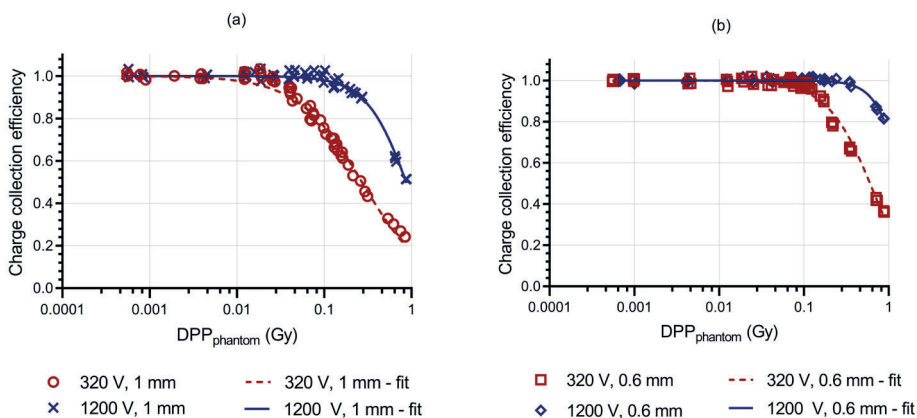 (a)
Charge collection efficiency
1.0
0.8
0.6
0.4
0.2
0.0
0.0001 0.001 0.01 0.1 1
DPPphantom (Gy)
320 V, 1 mm
320 V, 1 mm - fit
1200 V, 1 mm
1200 V, 1 mm - fit
(b)
Charge collection efficiency
1.0
0.8
0.6
0.4
0.2
0.0
0.0001 0.001 0.01 0.1 1
DPPphantom (Gy)
320 V, 0.6 mm
320 V, 0.6 mm - fit
1200 V, 0.6 mm
1200 V, 0.6 mm - fit